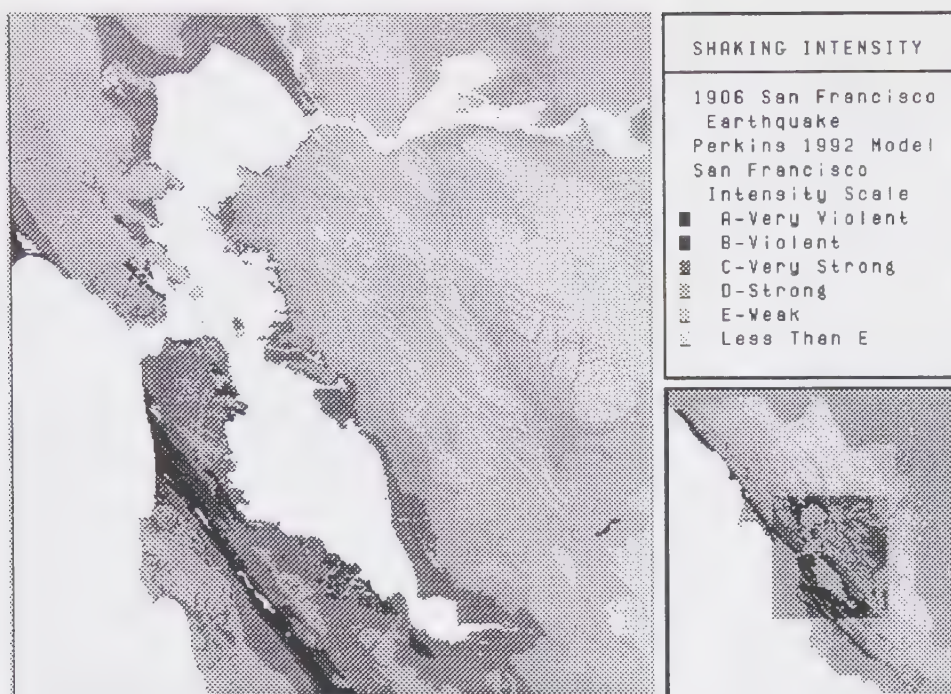 SHAKING INTENSITY
1906 San Francisco
Earthquake
Perkins 1992 Model
San Francisco
Intensity Scale
A-Very Violent
B-Violent
C-Very Strong
D-Strong
E-Weak
Less Than E